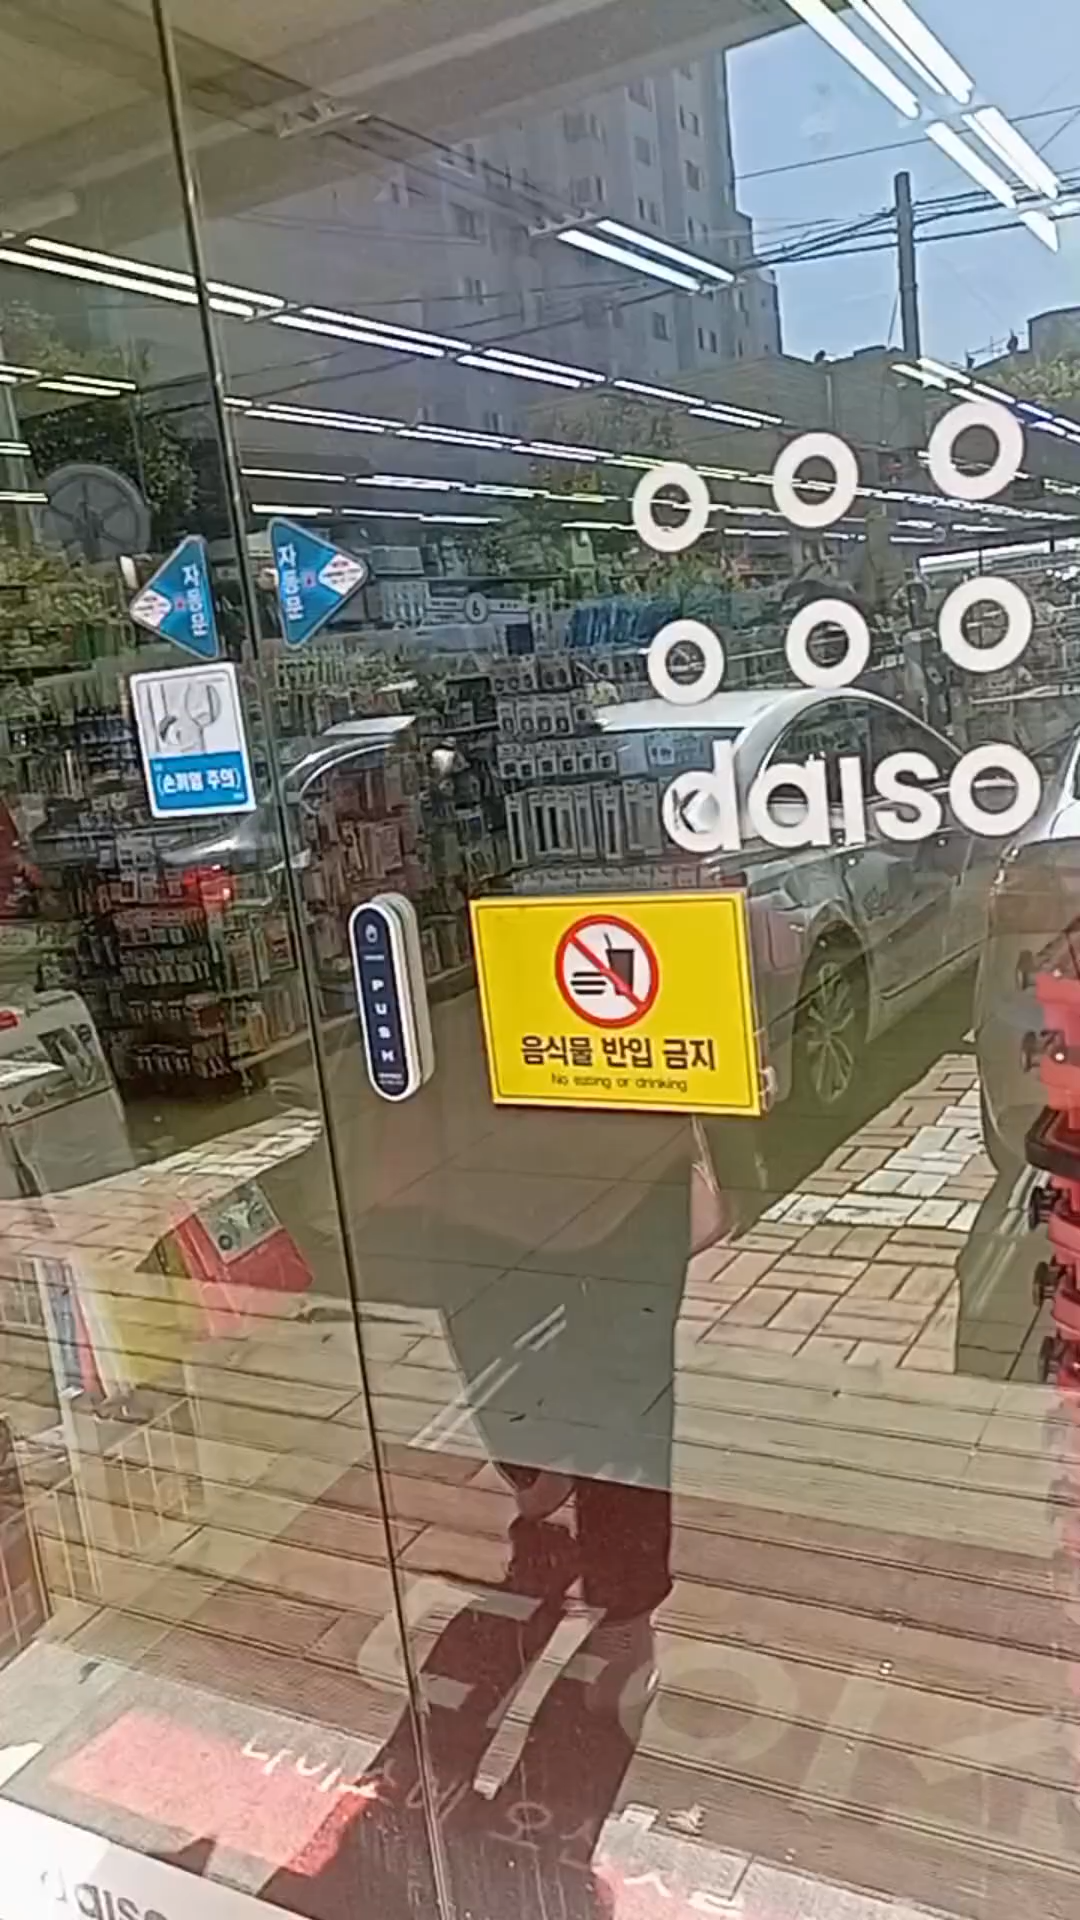 자동문
자동문
(손끼임 주의)
daiso
PUSH
음식물 반입 금지
No eating or drinking
daiso